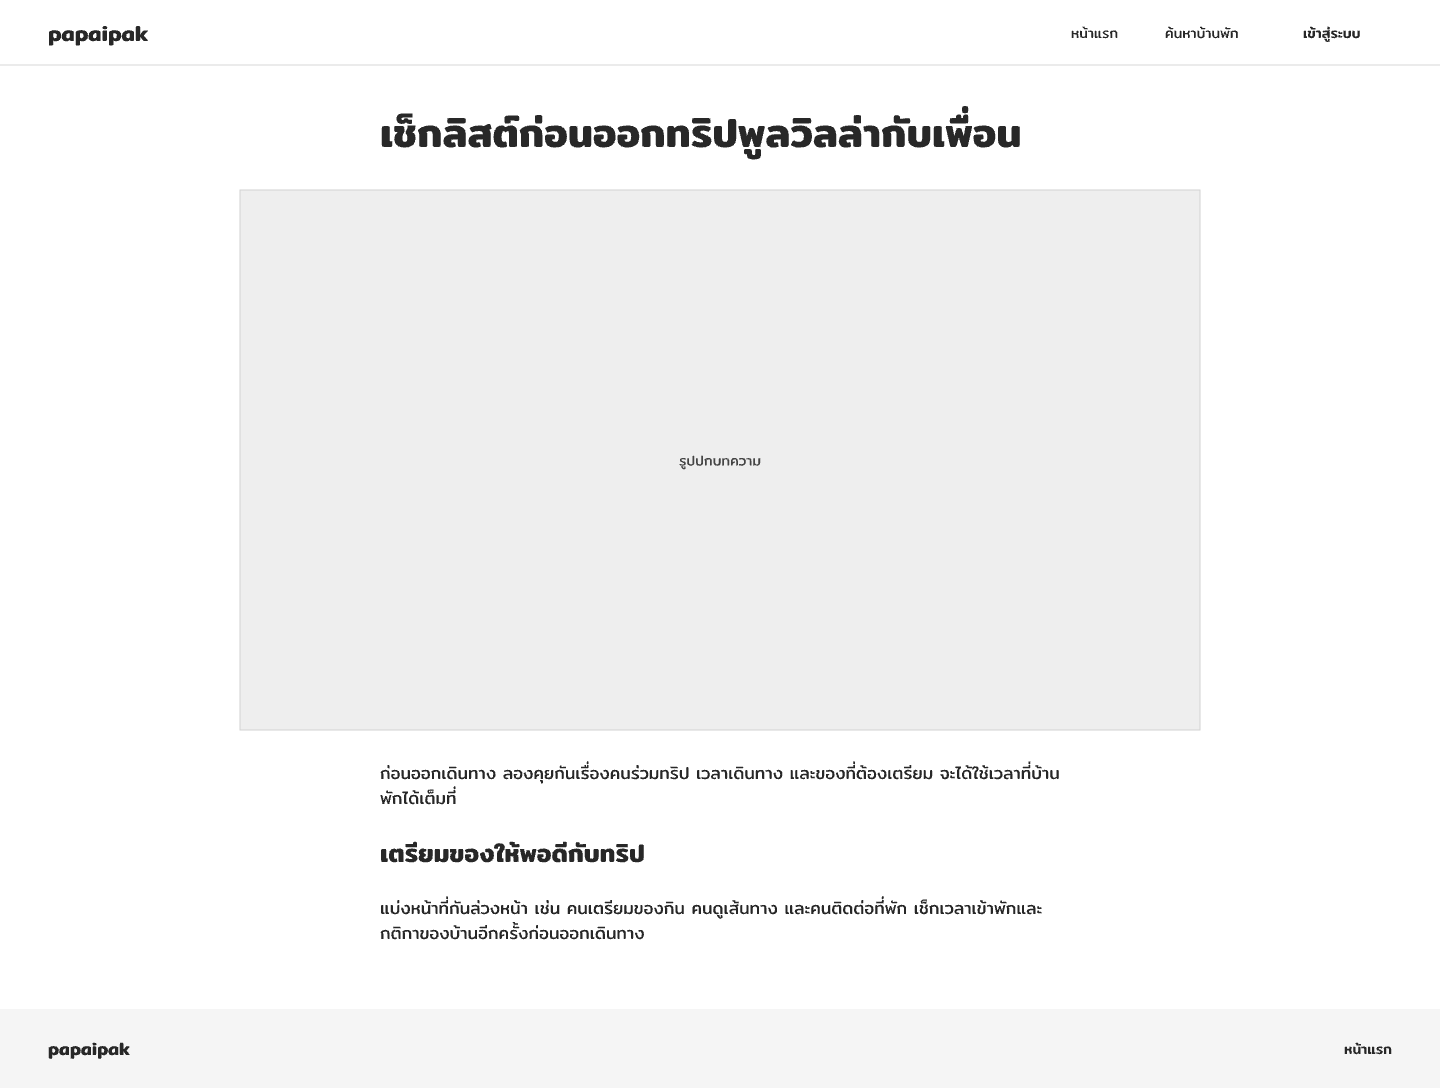 papaipak
หน้าแรก
ค้นหาบ้านพัก
เข้าสู่ระบบ
เช็กลิสต์ก่อนออกทริปพูลวิลล่ากับเพื่อน
รูปปกบทความ
ก่อนออกเดินทาง ลองคุยกันเรื่องคนร่วมทริป เวลาเดินทาง และของที่ต้องเตรียม จะได้ใช้เวลาที่บ้าน
พักได้เต็มที่
เตรียมของให้พอดีกับทริป
แบ่งหน้าที่กันล่วงหน้า เช่น คนเตรียมของกิน คนดูเส้นทาง และคนติดต่อที่พัก เช็กเวลาเข้าพักและ
กติกาของบ้านอีกครั้งก่อนออกเดินทาง
papaipak
หน้าแรก